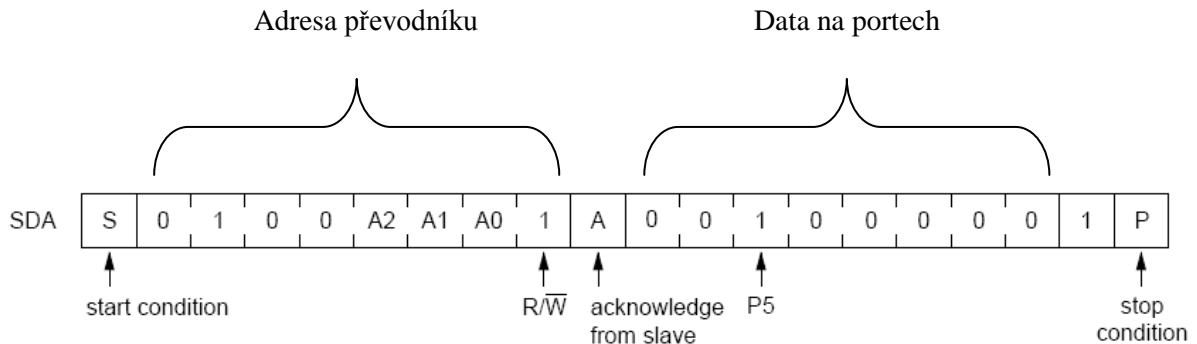 Adresa převodníku Data na portech
SDA S 0 1 0 0 A2 A1 A0 1 A 0 0 1 0 0 0 0 0 1 P
start condition R/W̅ acknowledge from slave P5 stop condition